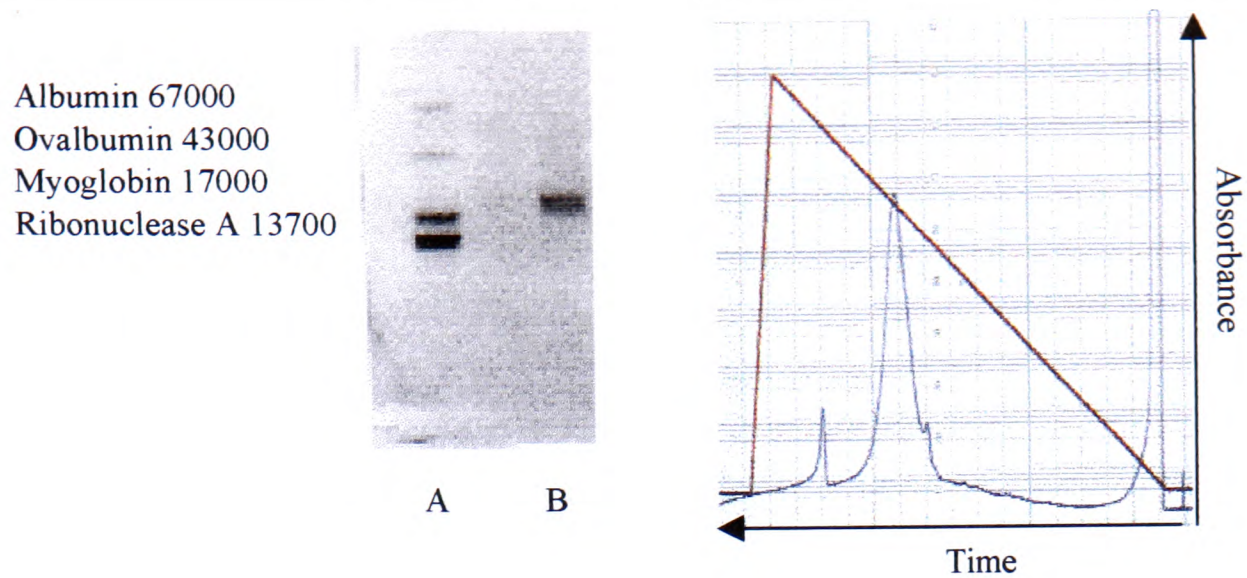 Albumin 67000
Ovalbumin 43000
Myoglobin 17000
Ribonuclease A 13700
A B
Absorbance
Time